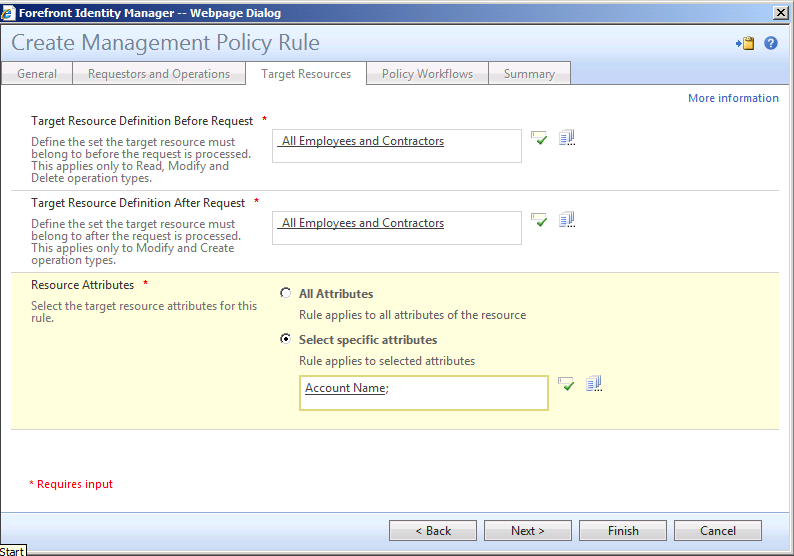 Forefront Identity Manager -- Webpage Dialog
Create Management Policy Rule
General
Requestors and Operations
Target Resources
Policy Workflows
Summary
More information
Target Resource Definition Before Request *
Define the set the target resource must
belong to before the request is processed.
This applies only to Read, Modify and
Delete operation types.
All Employees and Contractors
Target Resource Definition After Request *
Define the set the target resource must
belong to after the request is processed.
This applies only to Modify and Create
operation types.
All Employees and Contractors
Resource Attributes *
Select the target resource attributes for this
rule.
All Attributes
Rule applies to all attributes of the resource
Select specific attributes
Rule applies to selected attributes
Account Name;
* Requires input
< Back
Next >
Finish
Cancel
Start